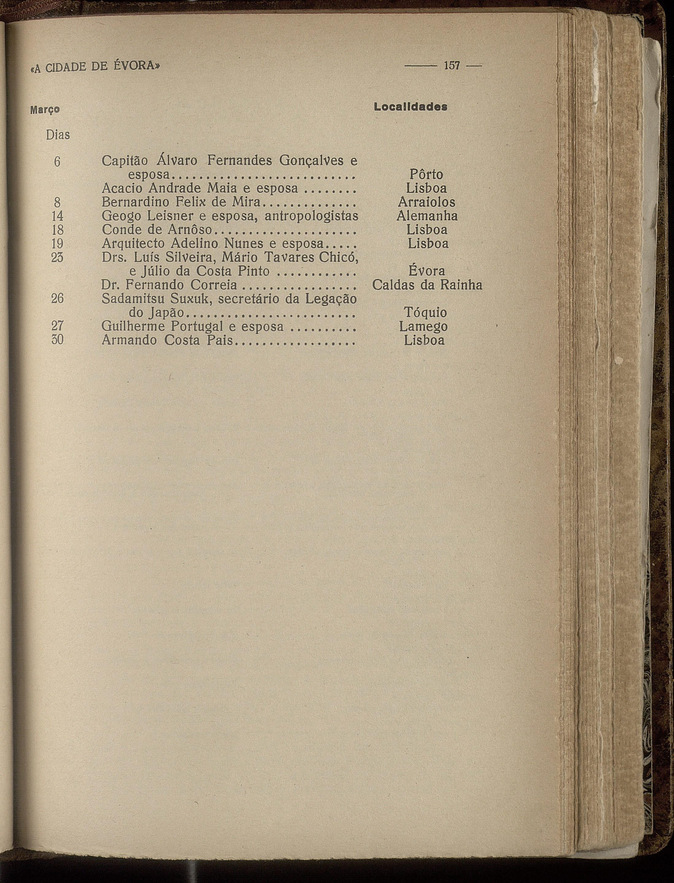 «A CIDADE DE ÉVORA» —— 157 —
Março Localidades
Dias
6 Capitão Álvaro Fernandes Gonçalves e
esposa........................... Pôrto
Acacio Andrade Maia e esposa ........ Lisboa
8 Bernardino Felix de Mira.............. Arraiolos
14 Geogo Leisner e esposa, antropologistas Alemanha
18 Conde de Arnôso..................... Lisboa
19 Arquitecto Adelino Nunes e esposa..... Lisboa
23 Drs. Luís Silveira, Mário Tavares Chicó,
e Júlio da Costa Pinto ............ Évora
Dr. Fernando Correia ................. Caldas da Rainha
26 Sadamitsu Suxuk, secretário da Legação
do Japão......................... Tóquio
27 Guilherme Portugal e esposa .......... Lamego
30 Armando Costa Pais.................. Lisboa